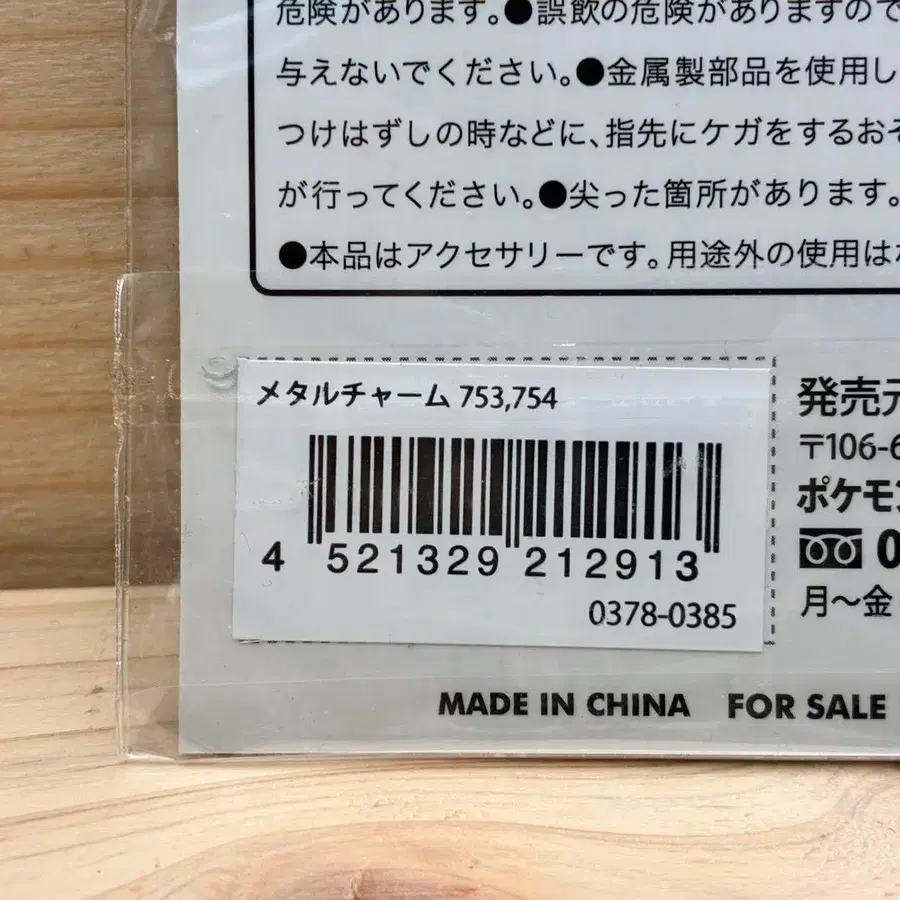 危険があります。●誤飲の危険がありますので
与えないでください。●金属製部品を使用し
つけはずしの時などに、指先にケガをするおそ
が行ってください。●尖った箇所があります。
●本品はアクセサリーです。用途外の使用は
メタルチャーム 753,754
4 521329 212913
0378-0385
発売元
〒106-6
ポケモン
0
月～金
MADE IN CHINA FOR SALE